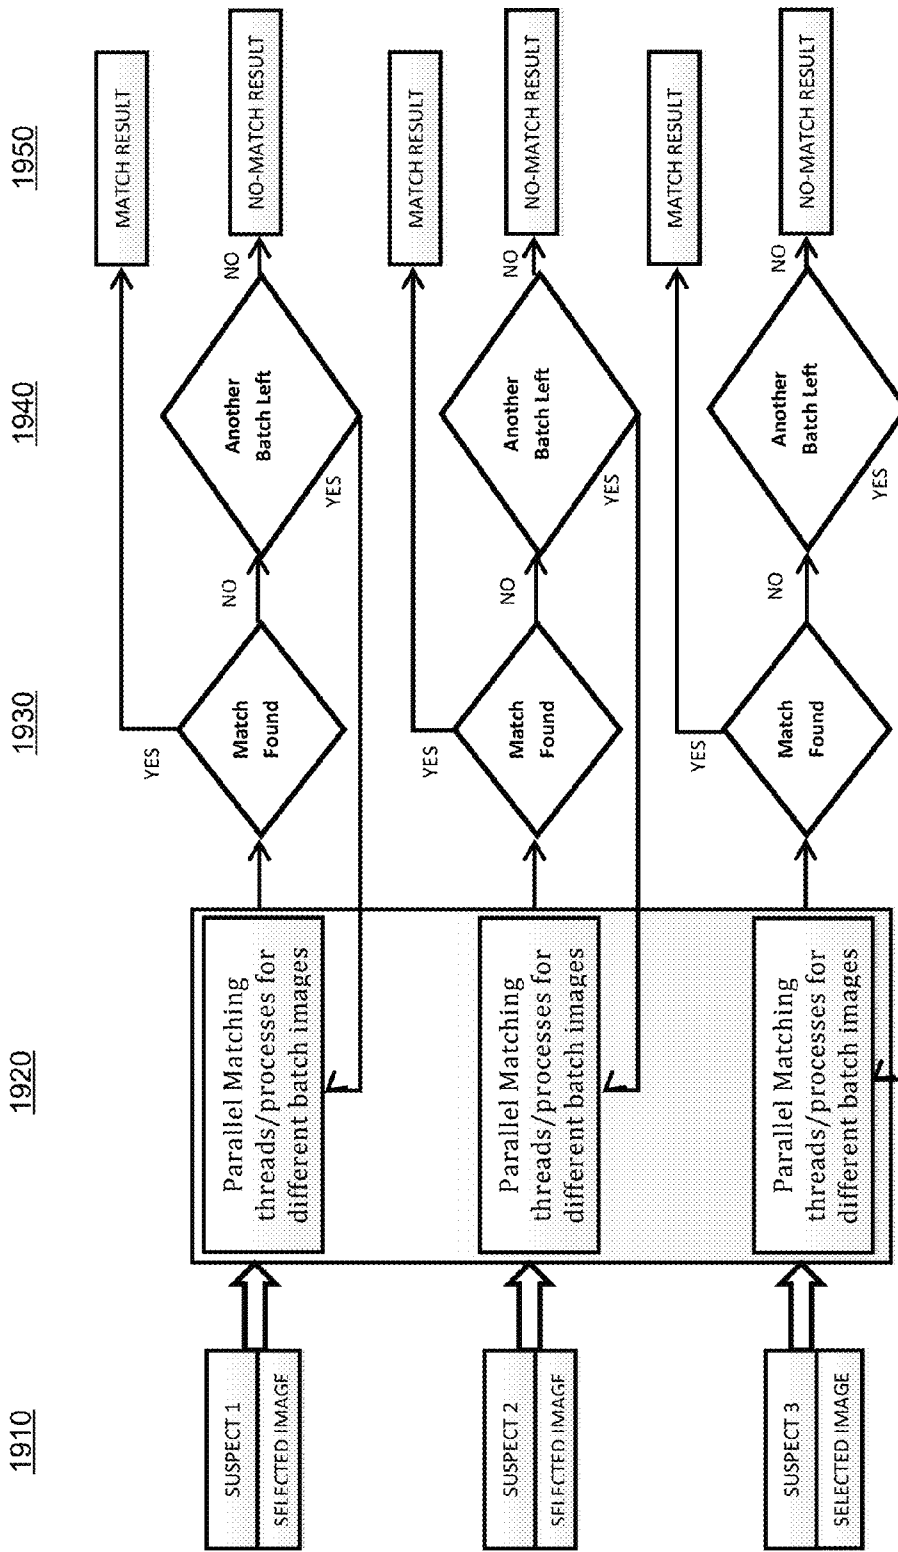 1910
1920
1930
1940
1950
SUSPECT 1
SELECTED IMAGE
Parallel Matching
threads/processes for
different batch images
Match
Found
YES
NO
Another
Batch Left
YES
NO
MATCH RESULT
NO-MATCH RESULT
SUSPECT 2
SELECTED IMAGE
Parallel Matching
threads/processes for
different batch images
Match
Found
YES
NO
Another
Batch Left
YES
NO
MATCH RESULT
NO-MATCH RESULT
SUSPECT 3
SELECTED IMAGE
Parallel Matching
threads/processes for
different batch images
Match
Found
YES
NO
Another
Batch Left
YES
NO
MATCH RESULT
NO-MATCH RESULT